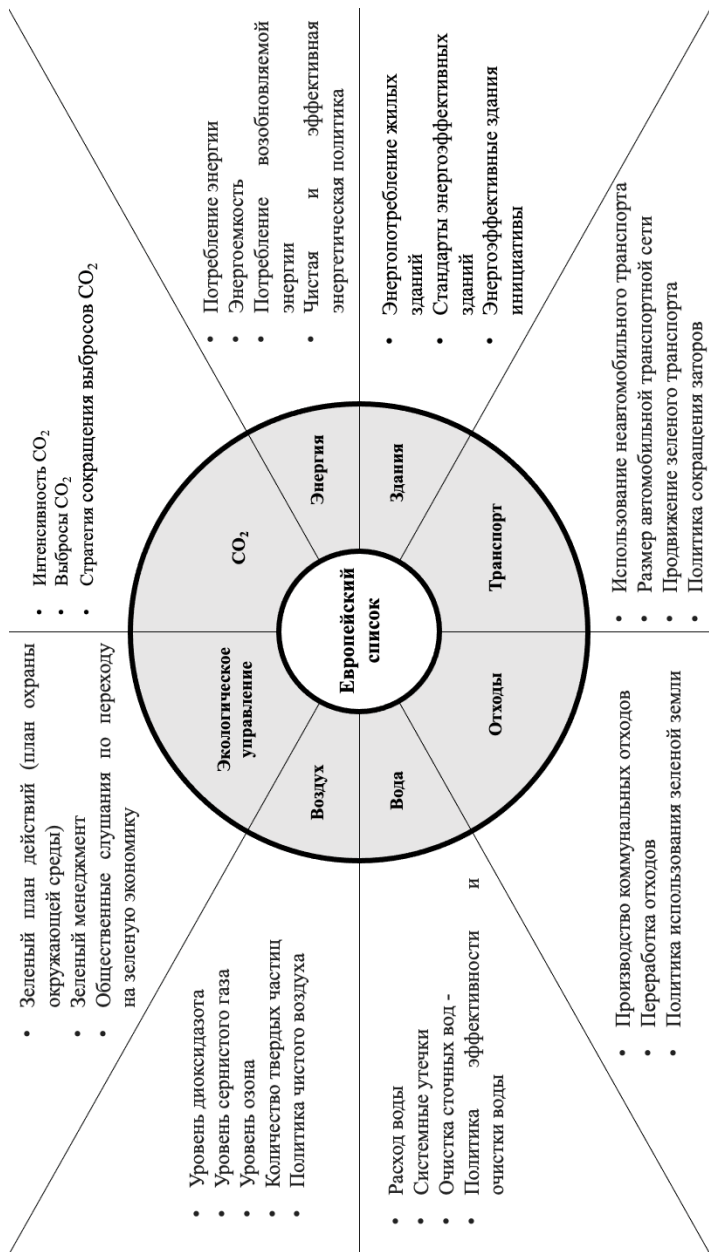 • Зеленый план действий (план охраны
окружающей среды)
• Зеленый менеджмент
• Общественные слушания по переходу
на зеленую экономику
• Интенсивность CO₂
• Выбросы CO₂
• Стратегия сокращения выбросов CO₂
• Уровень диоксидазота
• Уровень сернистого газа
• Уровень озона
• Количество твердых частиц
• Политика чистого воздуха
• Потребление энергии
• Энергоемкость
• Потребление возобновляемой
энергии
• Чистая и эффективная
энергетическая политика
Экологическое
управление
CO₂
Воздух
Энергия
Европейский
список
Вода
Здания
Отходы
Транспорт
• Расход воды
• Системные утечки
• Очистка сточных вод -
• Политика эффективности и
очистки воды
• Энергопотребление жилых
зданий
• Стандарты энергоэффективных
зданий
• Энергоэффективные здания
инициативы
• Производство коммунальных отходов
• Переработка отходов
• Политика использования зеленой земли
• Использование неавтомобильного транспорта
• Размер автомобильной транспортной сети
• Продвижение зеленого транспорта
• Политика сокращения заторов